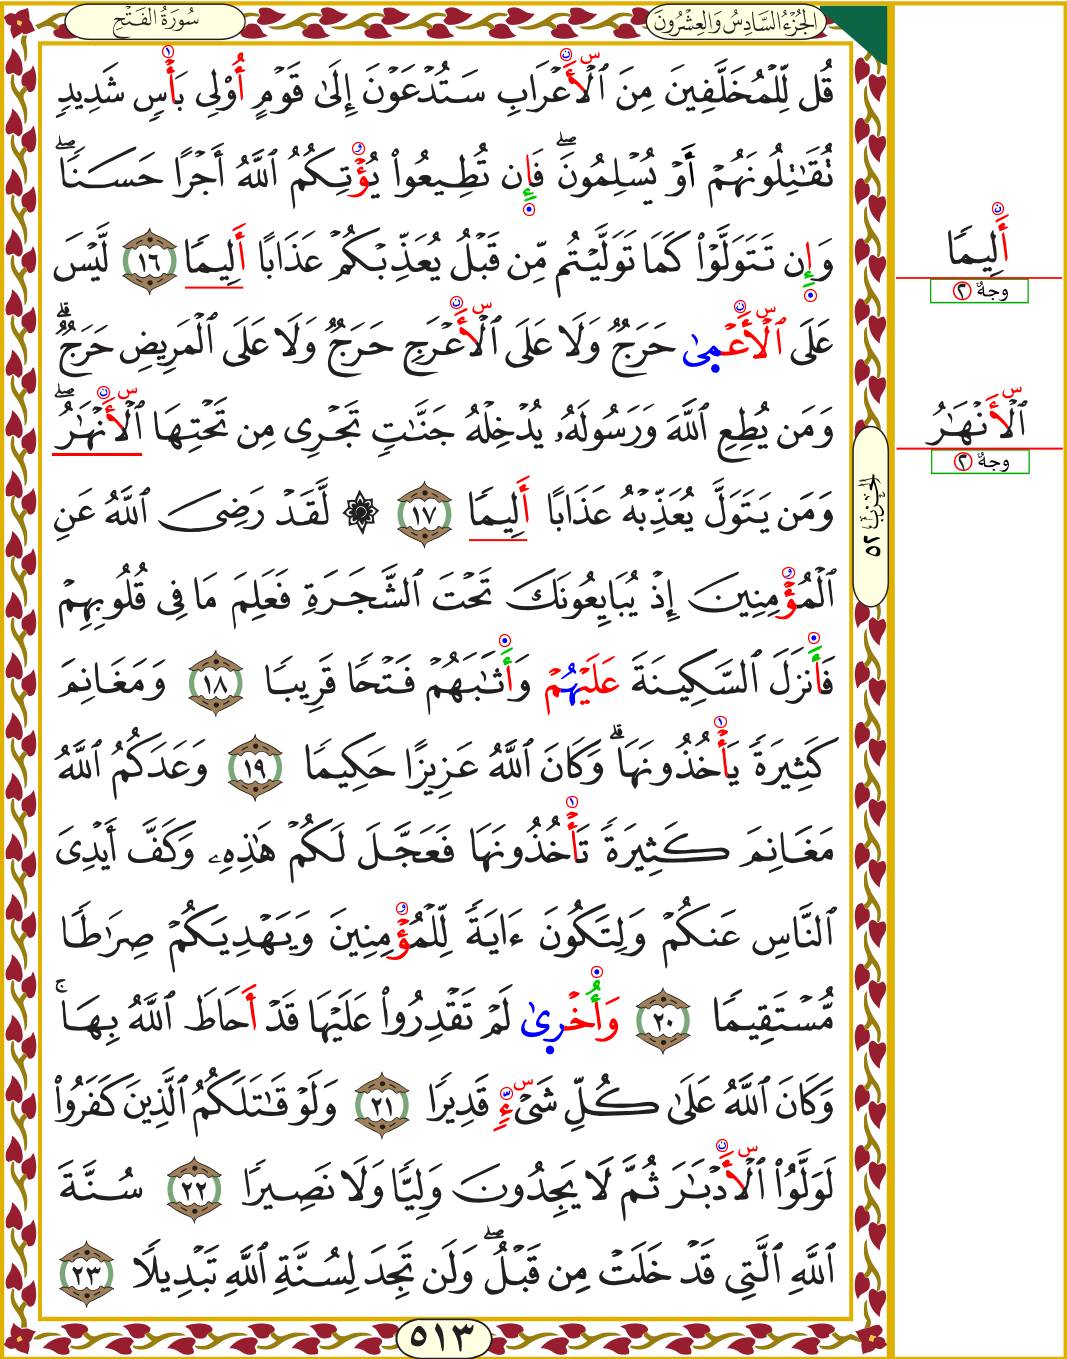 الجُزْءُ السَّادِسُ وَالعِشْرُونَ
سُورَةُ الفَتْحِ
قُل لِّلْمُخَلَّفِينَ مِنَ ٱلْأَعْرَابِ سَتُدْعَوْنَ إِلَىٰ قَوْمٍ أُوْلِى بَأْسٍ شَدِيدٍ
تُقَٰتِلُونَهُمْ أَوْ يُسْلِمُونَۖ فَإِن تُطِيعُوا۟ يُؤْتِكُمُ ٱللَّهُ أَجْرًا حَسَنًاۖ
وَإِن تَتَوَلَّوْا۟ كَمَا تَوَلَّيْتُم مِّن قَبْلُ يُعَذِّبْكُمْ عَذَابًا أَلِيمًا ١٦ لَّيْسَ
عَلَى ٱلْأَعْمِىٰ حَرَجٌ وَلَا عَلَى ٱلْأَعْرَجِ حَرَجٌ وَلَا عَلَى ٱلْمَرِيضِ حَرَجٌۗ
وَمَن يُطِعِ ٱللَّهَ وَرَسُولَهُۥ يُدْخِلْهُ جَنَّٰتٍ تَجْرِى مِن تَحْتِهَا ٱلْأَنْهَٰرُۖ
وَمَن يَتَوَلَّ يُعَذِّبْهُ عَذَابًا أَلِيمًا ١٧ ۞ لَّقَدْ رَضِىَ ٱللَّهُ عَنِ
ٱلْمُؤْمِنِينَ إِذْ يُبَايِعُونَكَ تَحْتَ ٱلشَّجَرَةِ فَعَلِمَ مَا فِى قُلُوبِهِمْ
فَأَنزَلَ ٱلسَّكِينَةَ عَلَيْهُمْ وَأَثَٰبَهُمْ فَتْحًا قَرِيبًا ١٨ وَمَغَانِمَ
كَثِيرَةً يَأْخُذُونَهَاۗ وَكَانَ ٱللَّهُ عَزِيزًا حَكِيمًا ١٩ وَعَدَكُمُ ٱللَّهُ
مَغَانِمَ كَثِيرَةً تَأْخُذُونَهَا فَعَجَّلَ لَكُمْ هَٰذِهِۦ وَكَفَّ أَيْدِىَ
ٱلنَّاسِ عَنكُمْ وَلِتَكُونَ ءَايَةً لِّلْمُؤْمِنِينَ وَيَهْدِيَكُمْ صِرَٰطًا
مُّسْتَقِيمًا ٢٠ وَأُخْرِىٰ لَمْ تَقْدِرُوا۟ عَلَيْهَا قَدْ أَحَاطَ ٱللَّهُ بِهَاۚ
وَكَانَ ٱللَّهُ عَلَىٰ كُلِّ شَىْءٍ قَدِيرًا ٢١ وَلَوْ قَٰتَلَكُمُ ٱلَّذِينَ كَفَرُوا۟
لَوَلَّوُا۟ ٱلْأَدْبَٰرَ ثُمَّ لَا يَجِدُونَ وَلِيًّا وَلَا نَصِيرًا ٢٢ سُنَّةَ
ٱللَّهِ ٱلَّتِى قَدْ خَلَتْ مِن قَبْلُۖ وَلَن تَجِدَ لِسُنَّةِ ٱللَّهِ تَبْدِيلًا ٢٣
٥١٣
الحِزْبُ ٥٢
أَلِيمًا
وجهٌ ٢
ٱلْأَنْهَٰرُ
وجهٌ ٢